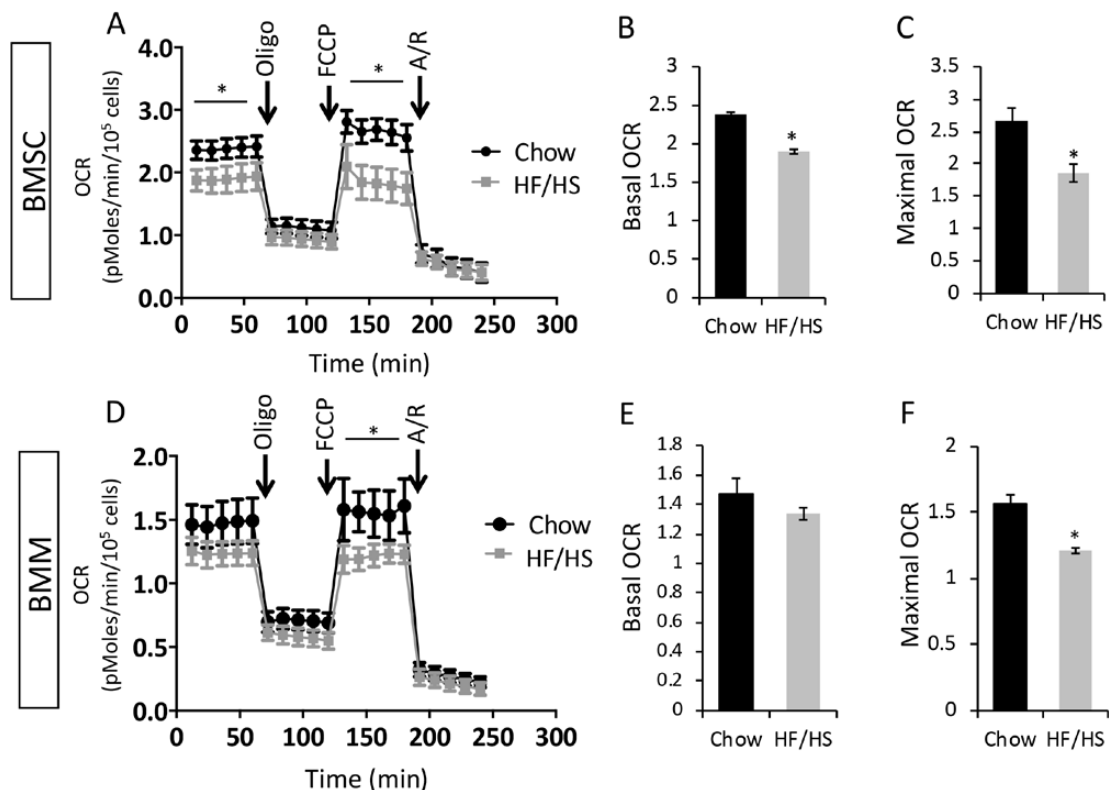 BMSC
A
Oligo
FCCP
A/R
*
*
4.0
3.0
2.0
1.0
0.0
OCR
(pMoles/min/10⁵ cells)
Chow
HF/HS
0 50 100 150 200 250 300
Time (min)
B
3
2.5
2
1.5
1
0.5
0
Basal OCR
*
Chow HF/HS
C
3.5
3
2.5
2
1.5
1
0.5
0
Maximal OCR
*
Chow HF/HS
BMM
D
Oligo
FCCP
A/R
*
2.0
1.5
1.0
0.5
0.0
OCR
(pMoles/min/10⁵ cells)
Chow
HF/HS
0 50 100 150 200 250 300
Time (min)
E
1.8
1.6
1.4
1.2
1
0.8
0.6
0.4
0.2
0
Basal OCR
Chow HF/HS
F
2
1.5
1
0.5
0
Maximal OCR
*
Chow HF/HS